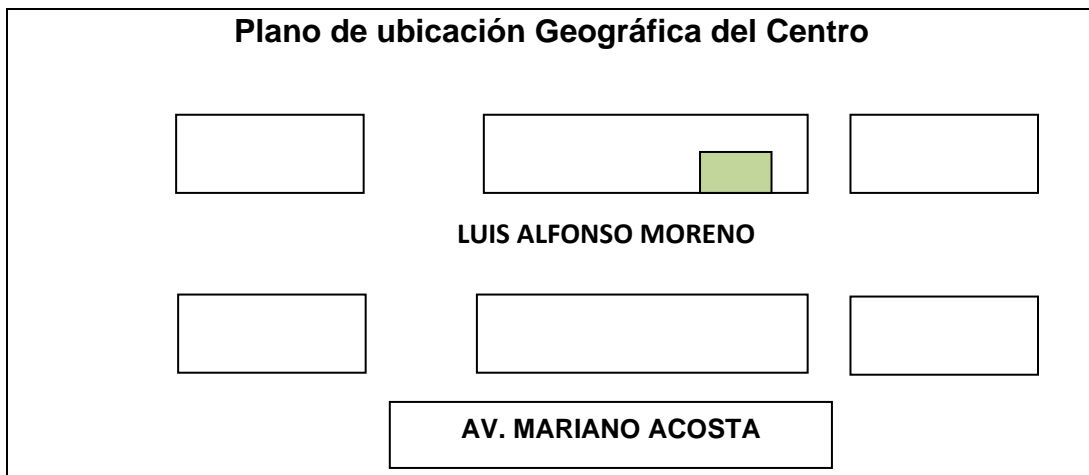 Plano de ubicación Geográfica del Centro
LUIS ALFONSO MORENO
AV. MARIANO ACOSTA